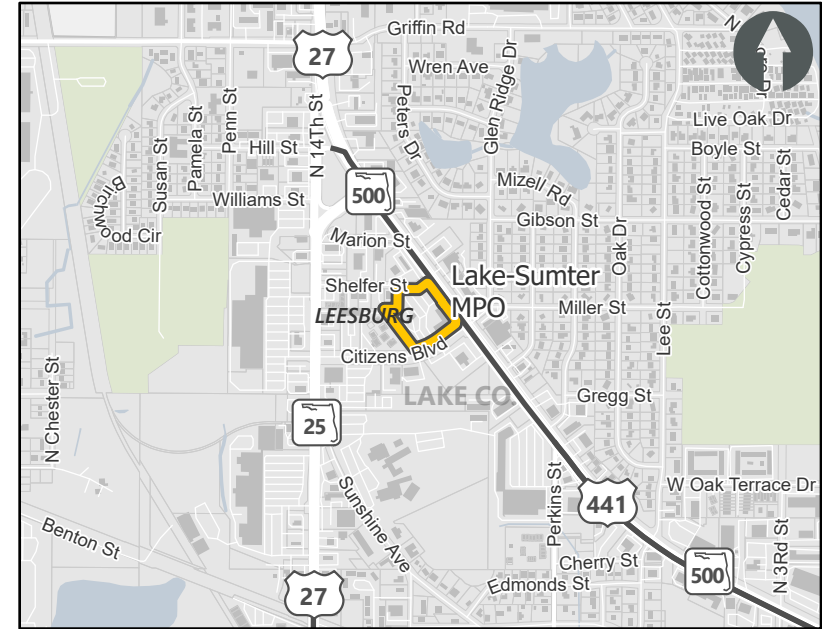 Griffin Rd
27
Wren Ave
Peters Dr
Glen Ridge Dr
N 14Th St
Penn St
Pamela St
Susan St
Hill St
Live Oak Dr
Boyle St
Birchwood Cir
Williams St
500
Mizell Rd
Gibson St
Oak Dr
Cottonwood St
Cypress St
Cedar St
Marion St
Shelfer St
Lake-Sumter
MPO
LEESBURG
Miller St
Lee St
Citizens Blvd
LAKE CO
N Chester St
Gregg St
25
Sunshine Ave
Perkins St
W Oak Terrace Dr
441
Benton St
Cherry St
500
N 3Rd St
Edmonds St
27